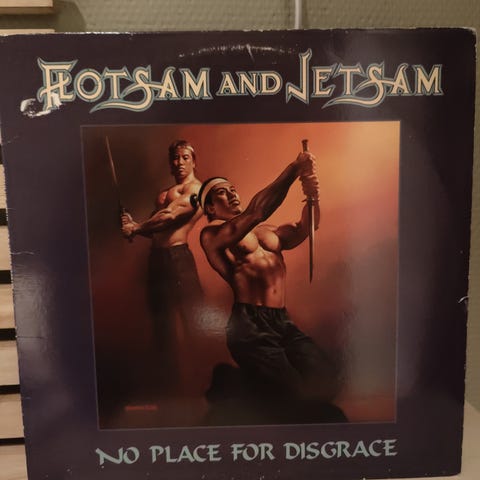 FLOTSAM AND JETSAM
NO PLACE FOR DISGRACE